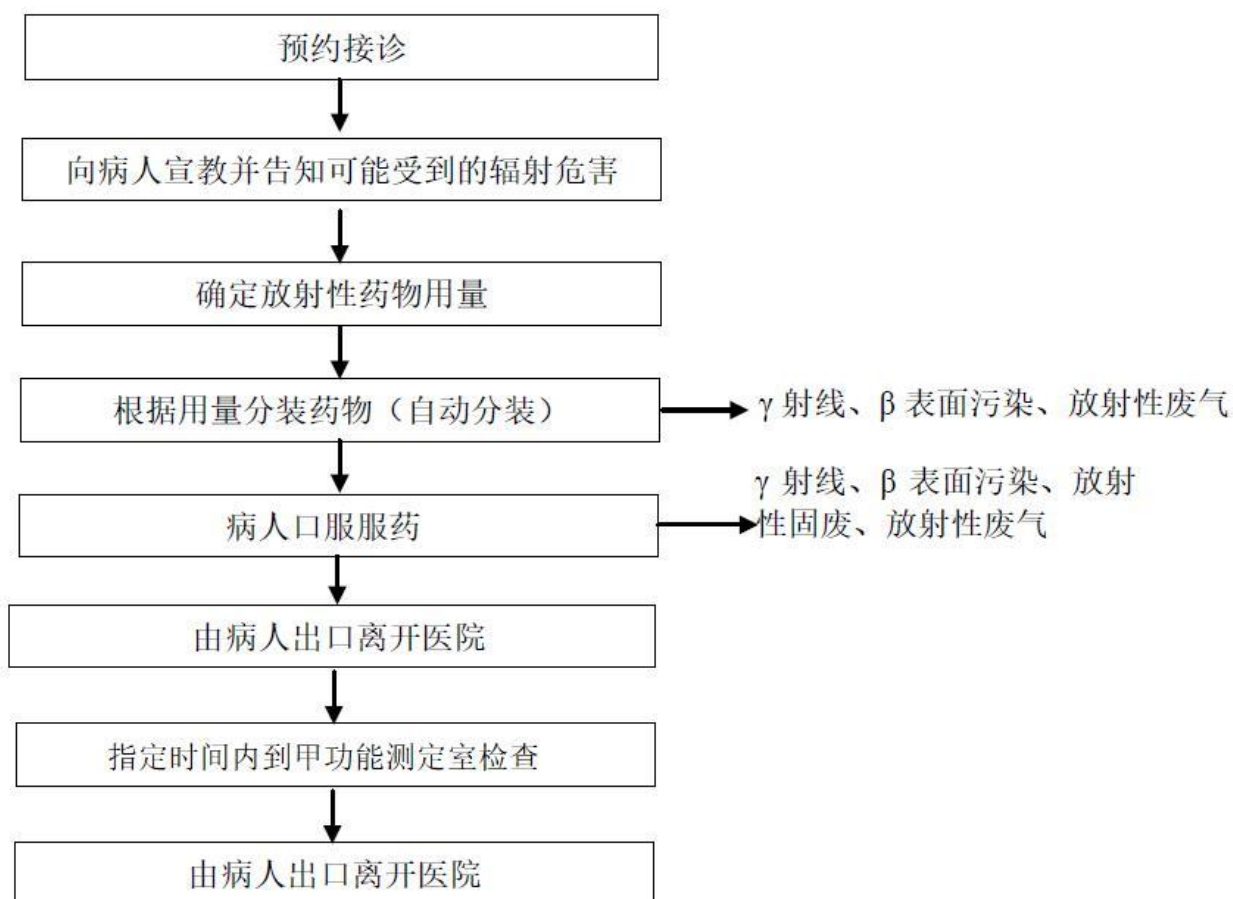 预约接诊
向病人宣教并告知可能受到的辐射危害
确定放射性药物用量
根据用量分装药物（自动分装）
γ 射线、β 表面污染、放射性废气
γ 射线、β 表面污染、放射
性固废、放射性废气
病人口服服药
由病人出口离开医院
指定时间内到甲功能测定室检查
由病人出口离开医院